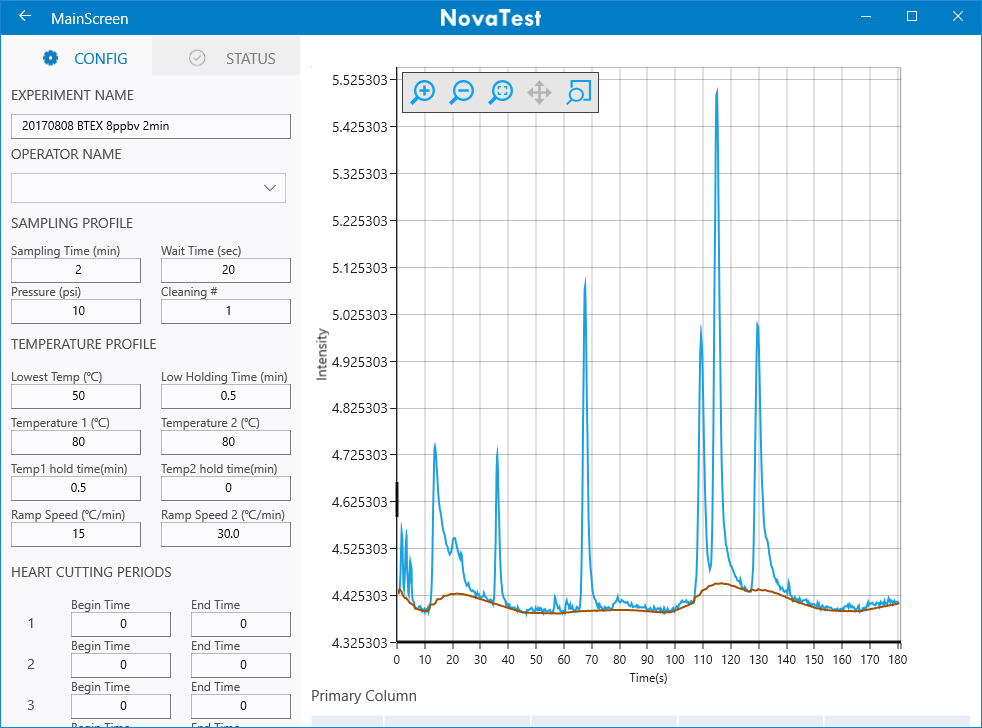 MainScreen
NovaTest
CONFIG
STATUS
EXPERIMENT NAME
20170808 BTEX 8ppbv 2min
OPERATOR NAME
SAMPLING PROFILE
Sampling Time (min) Wait Time (sec)
2 20
Pressure (psi) Cleaning #
10 1
TEMPERATURE PROFILE
Lowest Temp (℃) Low Holding Time (min)
50 0.5
Temperature 1 (℃) Temperature 2 (℃)
80 80
Temp1 hold time(min) Temp2 hold time(min)
0.5 0
Ramp Speed (℃/min) Ramp Speed 2 (℃/min)
15 30.0
HEART CUTTING PERIODS
Begin Time End Time
1 0 0
Begin Time End Time
2 0 0
Begin Time End Time
3 0 0
Begin Time End Time
5.525303
5.425303
5.325303
5.225303
5.125303
5.025303
4.925303
4.825303
4.725303
4.625303
4.525303
4.425303
4.325303
Intensity
0 10 20 30 40 50 60 70 80 90 100 110 120 130 140 150 160 170 180
Time(s)
Primary Column